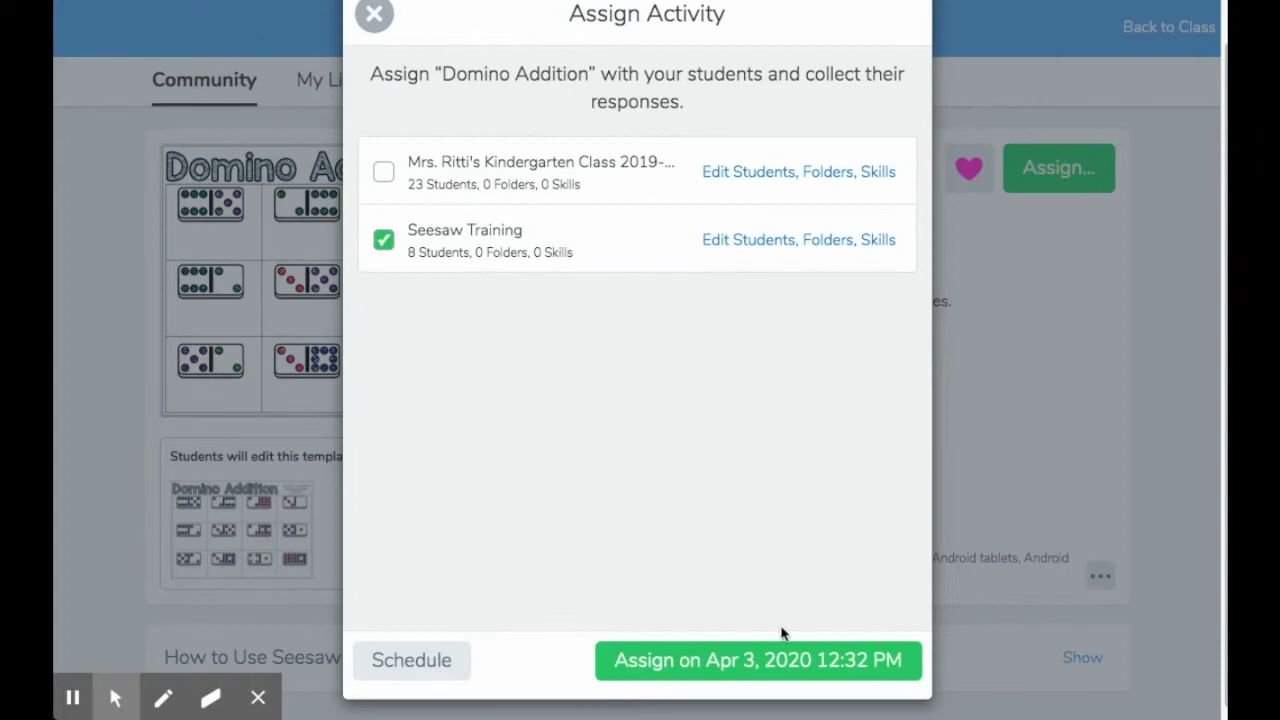 Assign Activity
Back to Class
Community
My Li
Assign “Domino Addition” with your students and collect their
responses.
Domino Ad
Mrs. Ritti's Kindergarten Class 2019-...
23 Students, 0 Folders, 0 Skills
Edit Students, Folders, Skills
Assign...
Seesaw Training
8 Students, 0 Folders, 0 Skills
Edit Students, Folders, Skills
es.
Students will edit this templa
Domino Addition
Android tablets, Android
How to Use Seesaw
Show
Schedule
Assign on Apr 3, 2020 12:32 PM